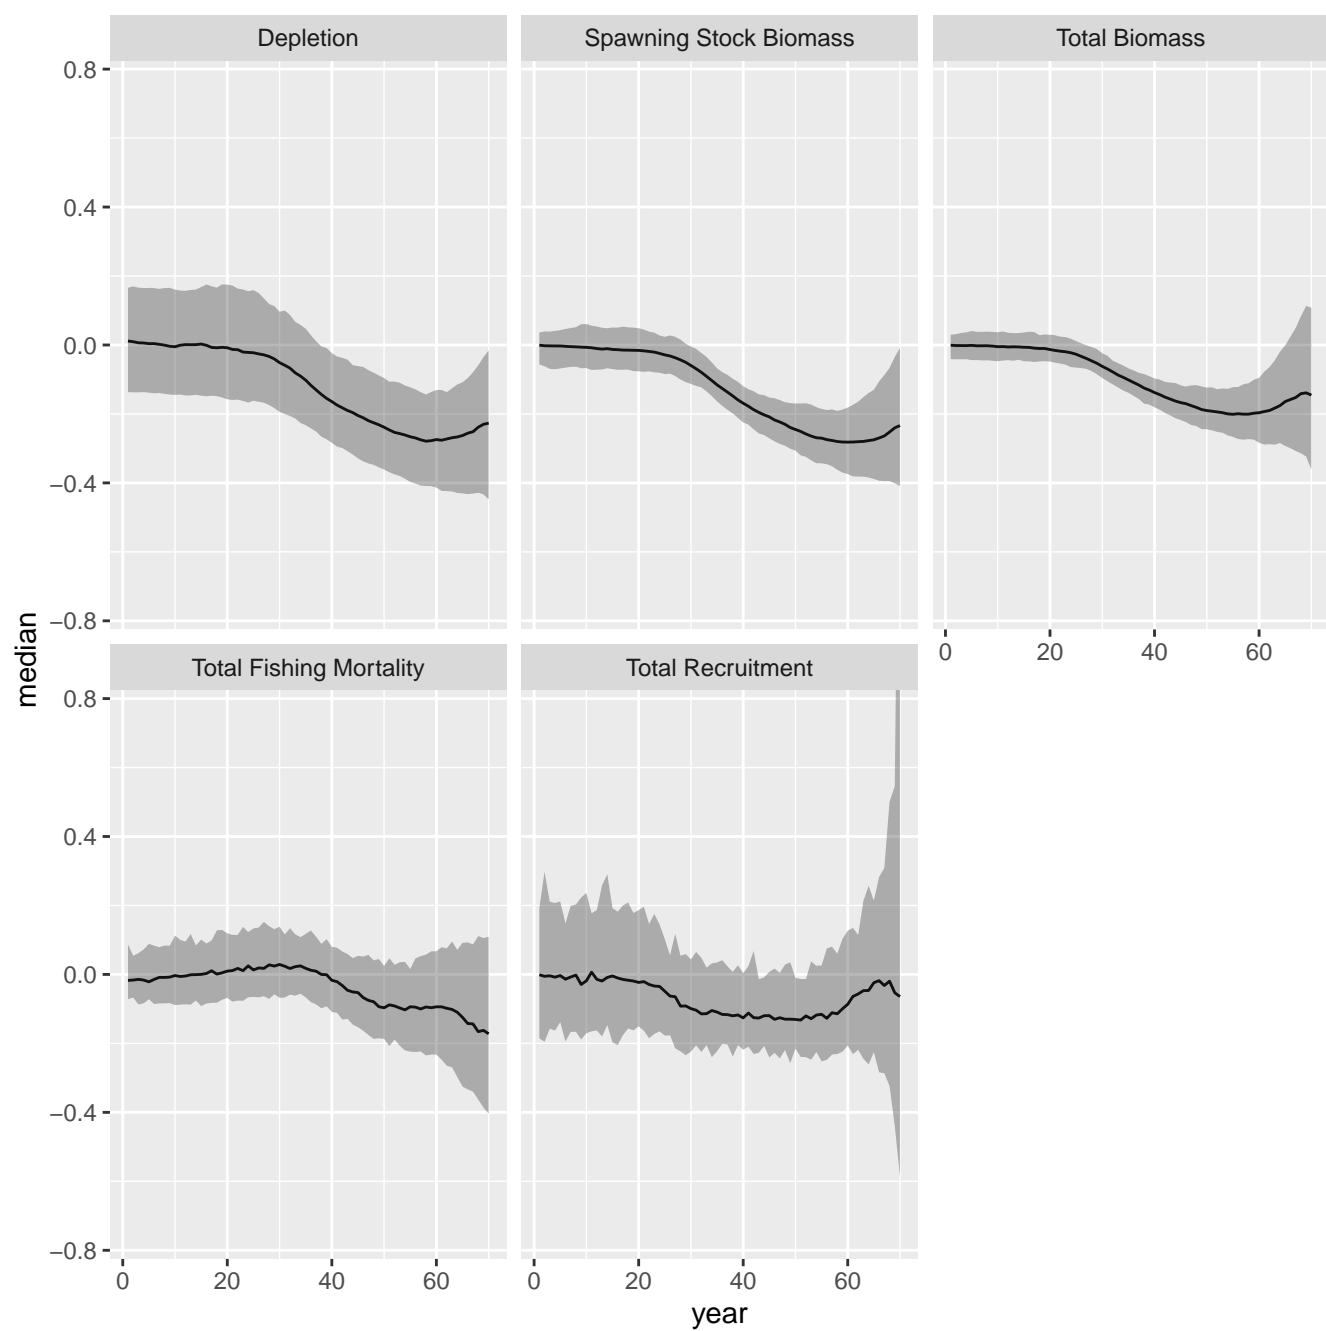 Depletion
Spawning Stock Biomass
Total Biomass
0.8
0.4
0.0
−0.4
−0.8
0 20 40 60
median
Total Fishing Mortality
Total Recruitment
0.8
0.4
0.0
−0.4
−0.8
0 20 40 60
0 20 40 60
year